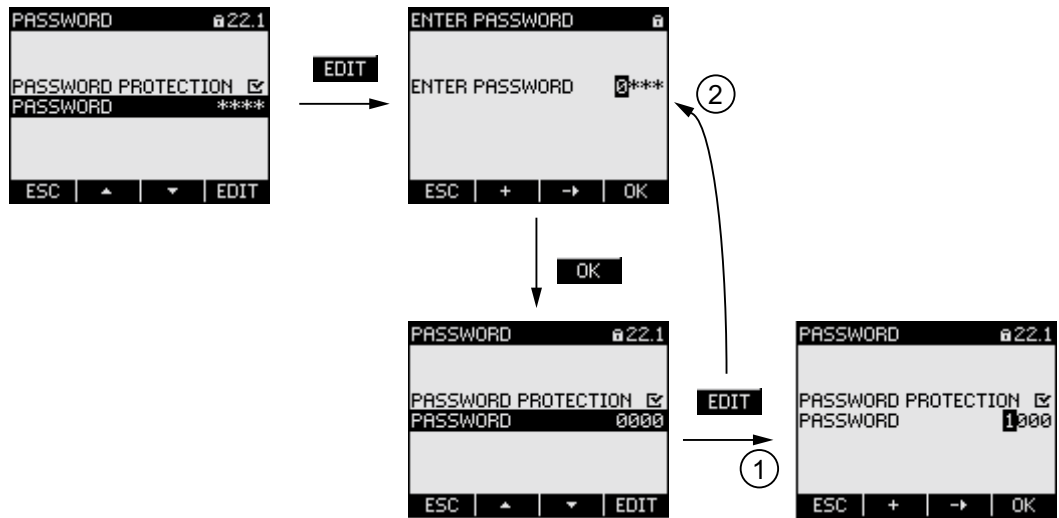 PASSWORD 22.1
PASSWORD PROTECTION
PASSWORD ****
ESC EDIT
EDIT
ENTER PASSWORD
ENTER PASSWORD 0***
ESC + OK
2
OK
PASSWORD 22.1
PASSWORD PROTECTION
PASSWORD 0000
ESC EDIT
EDIT
1
PASSWORD 22.1
PASSWORD PROTECTION
PASSWORD 1000
ESC + OK